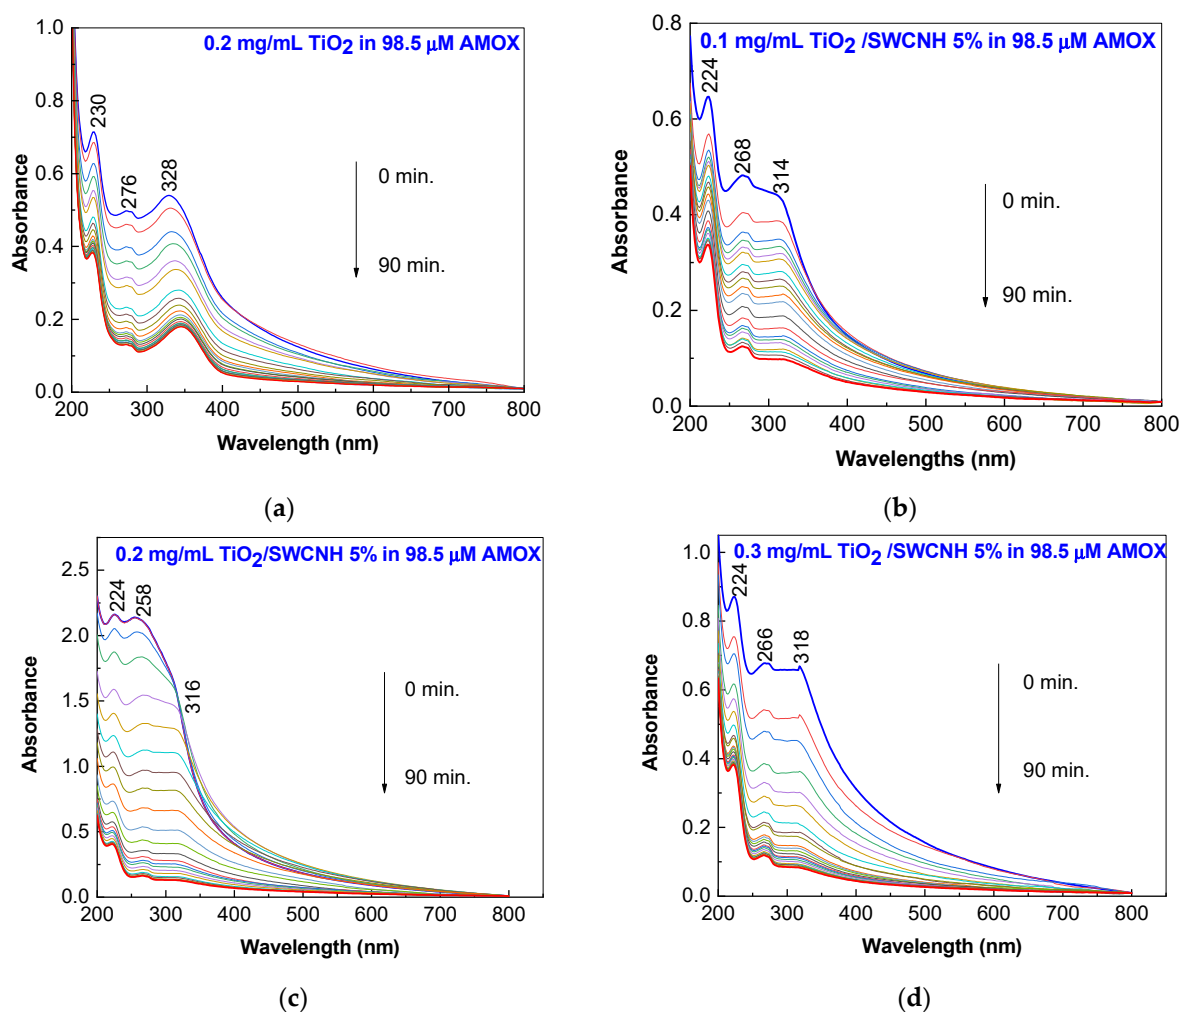 0.2 mg/mL TiO2 in 98.5 μM AMOX
1.0
0.8
0.6
0.4
0.2
0.0
Absorbance
230
276
328
0 min.
90 min.
200 300 400 500 600 700 800
Wavelength (nm)
(a)
0.1 mg/mL TiO2 /SWCNH 5% in 98.5 μM AMOX
0.8
0.6
0.4
0.2
0.0
Absorbance
224
268
314
0 min.
90 min.
200 300 400 500 600 700 800
Wavelengths (nm)
(b)
0.2 mg/mL TiO2/SWCNH 5% in 98.5 μM AMOX
2.5
2.0
1.5
1.0
0.5
0.0
Absorbance
224
258
316
0 min.
90 min.
200 300 400 500 600 700 800
Wavelength (nm)
(c)
0.3 mg/mL TiO2 /SWCNH 5% in 98.5 μM AMOX
1.0
0.8
0.6
0.4
0.2
0.0
Absorbance
224
266
318
0 min.
90 min.
200 300 400 500 600 700 800
Wavelength (nm)
(d)